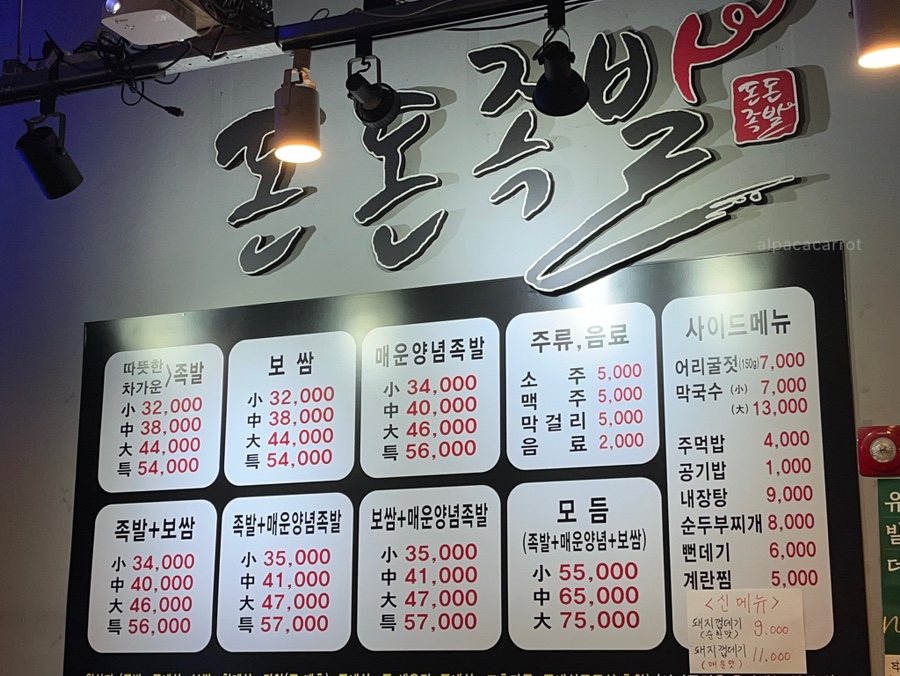 돈돈족발
돈돈
족발
alpacacarrot
따뜻한
차가운 〉족발
小 32,000
中 38,000
大 44,000
특 54,000
보 쌈
小 32,000
中 38,000
大 44,000
특 54,000
매운양념족발
小 34,000
中 40,000
大 46,000
특 56,000
주류,음료
소 주 5,000
맥 주 5,000
막걸리 5,000
음 료 2,000
사이드메뉴
어리굴젓(150g) 7,000
막국수 (小) 7,000
(大) 13,000
주먹밥 4,000
공기밥 1,000
내장탕 9,000
순두부찌개 8,000
뻔데기 6,000
계란찜 5,000
<신메뉴>
돼지껍데기 9.000
(순한맛)
돼지껍데기 11.000
(매운맛)
족발+보쌈
小 34,000
中 40,000
大 46,000
특 56,000
족발+매운양념족발
小 35,000
中 41,000
大 47,000
특 57,000
보쌈+매운양념족발
小 35,000
中 41,000
大 47,000
특 57,000
모 듬
(족발+매운양념+보쌈)
小 55,000
中 65,000
大 75,000